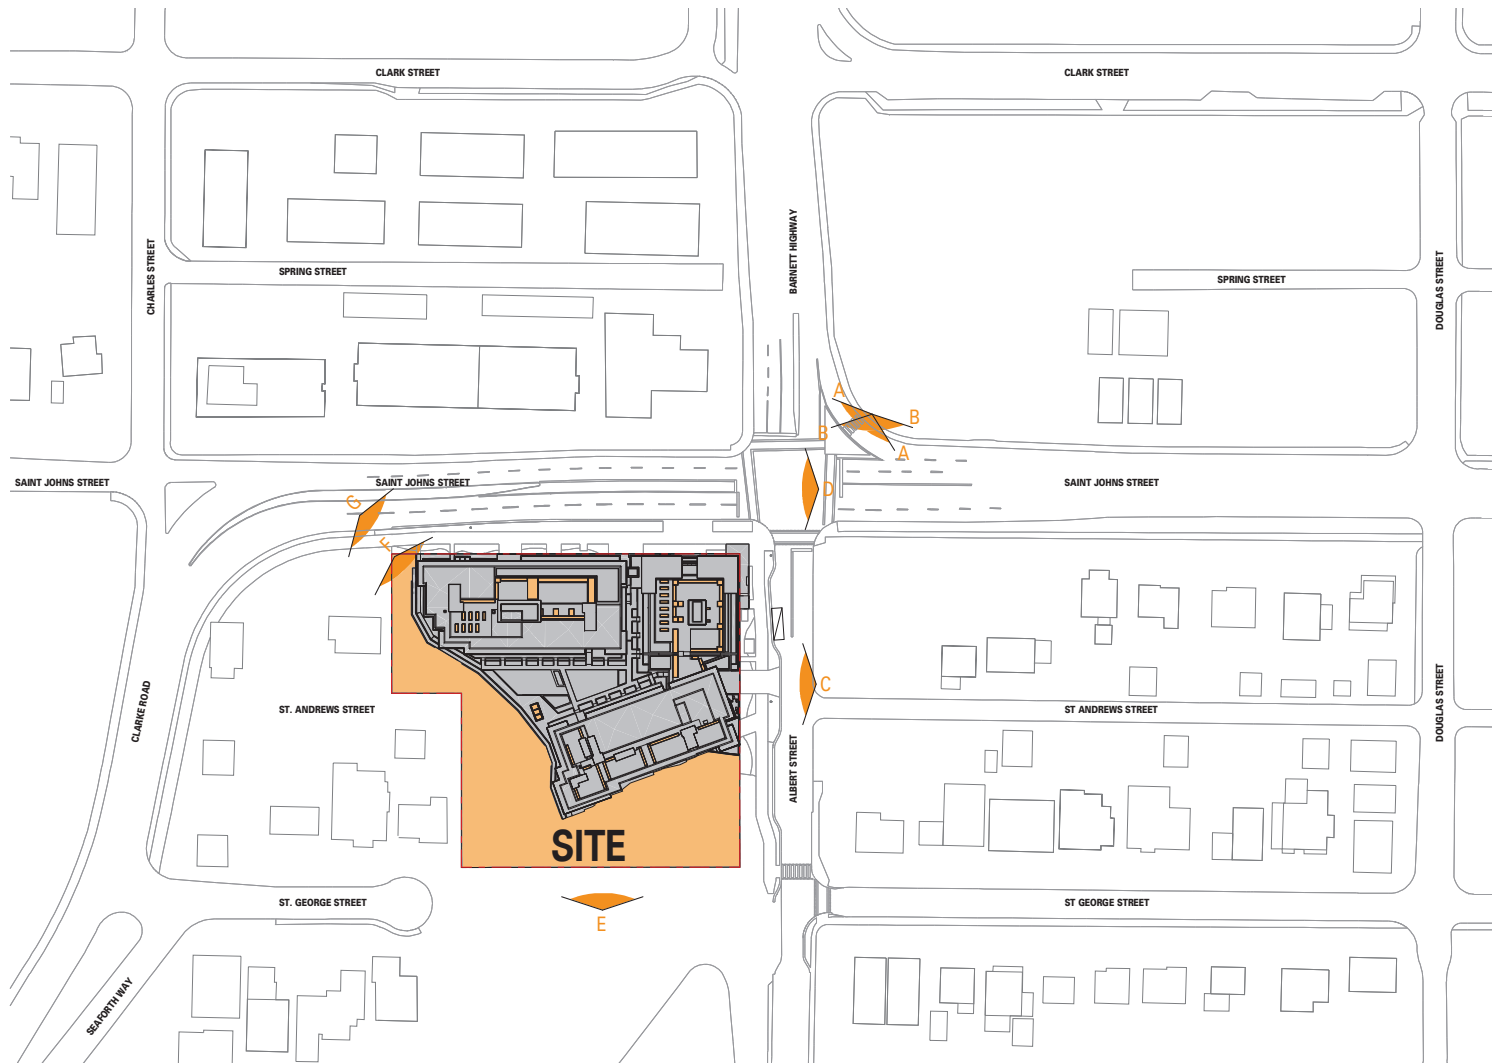 CLARK STREET
CLARK STREET
CHARLES STREET
BARNETT HIGHWAY
DOUGLAS STREET
SPRING STREET
SPRING STREET
A
B
B
A
SAINT JOHNS STREET
SAINT JOHNS STREET
SAINT JOHNS STREET
G
D
F
CLARKE ROAD
C
DOUGLAS STREET
ST. ANDREWS STREET
ST ANDREWS STREET
ALBERT STREET
SITE
ST. GEORGE STREET
ST GEORGE STREET
E
SEAFORTH WAY